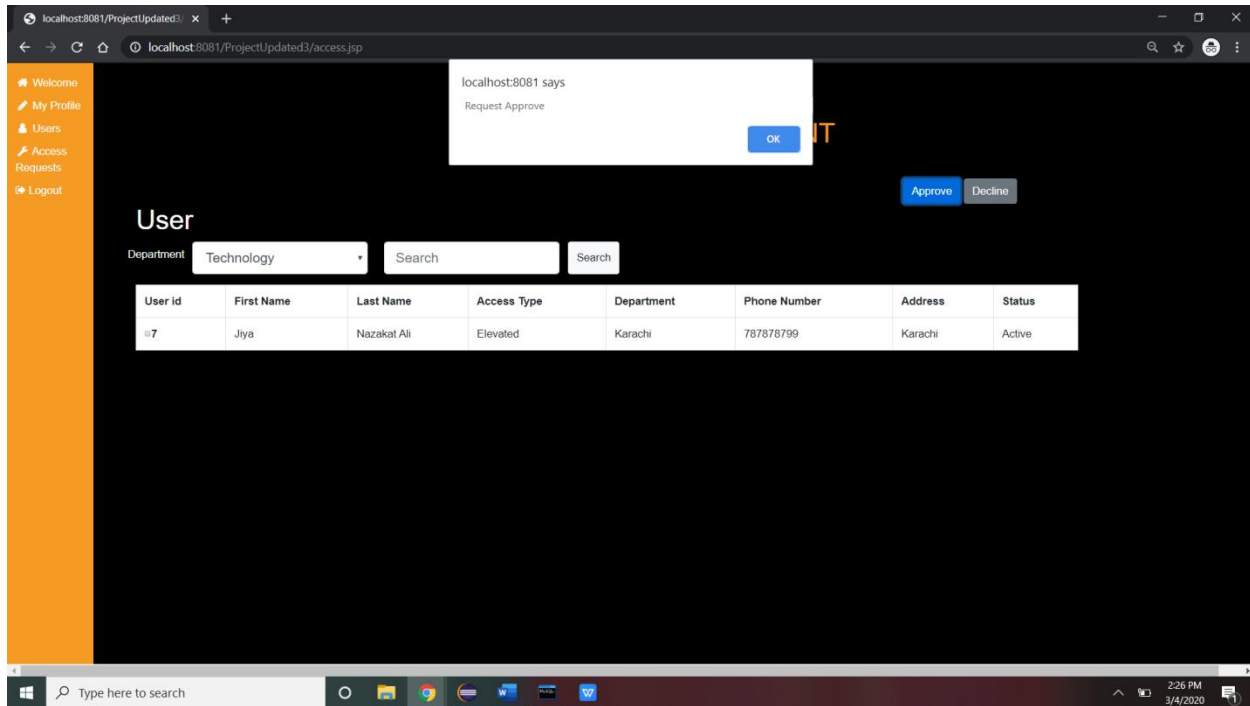 localhost:8081/ProjectUpdated3/
localhost:8081/ProjectUpdated3/access.jsp
Welcome
My Profile
Users
Access
Requests
Logout
localhost:8081 says
Request Approve
OK
NT
Approve Decline
User
Department Technology Search Search
User id First Name Last Name Access Type Department Phone Number Address Status
7 Jiya Nazakat Ali Elevated Karachi 787878799 Karachi Active
Type here to search
2:26 PM
3/4/2020